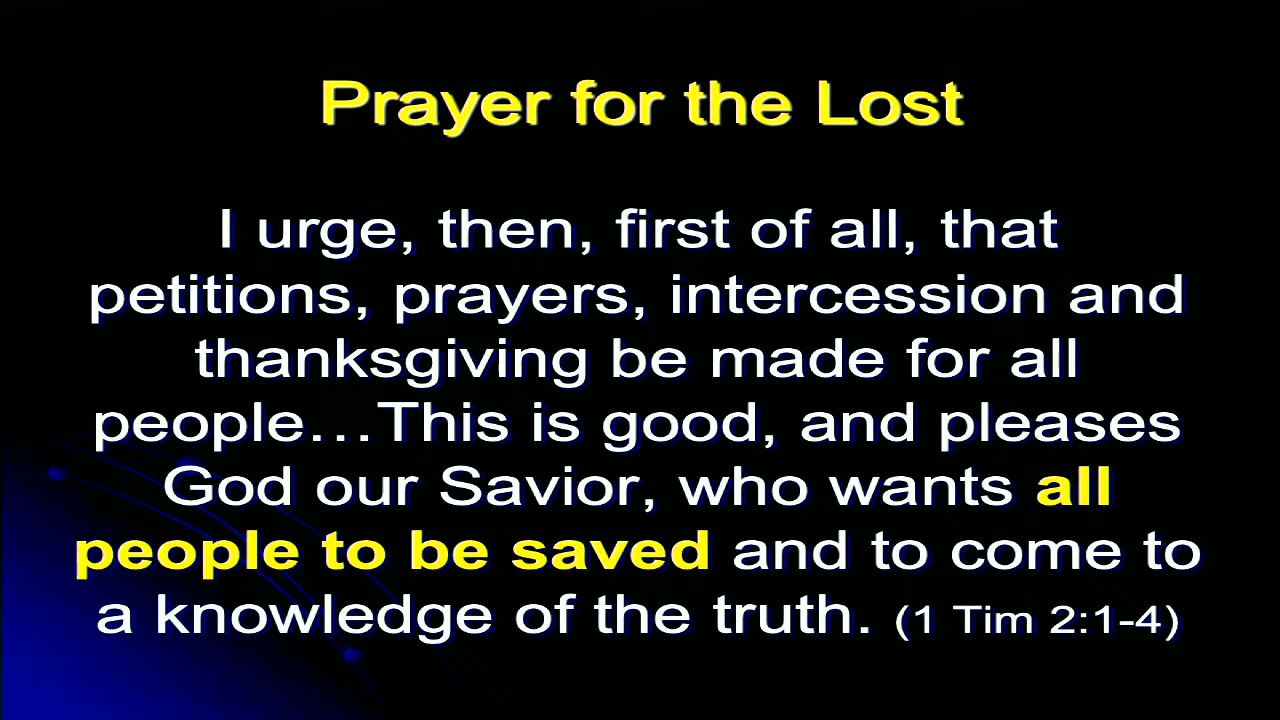 Prayer for the Lost
I urge, then, first of all, that
petitions, prayers, intercession and
thanksgiving be made for all
people…This is good, and pleases
God our Savior, who wants all
people to be saved and to come to
a knowledge of the truth. (1 Tim 2:1-4)